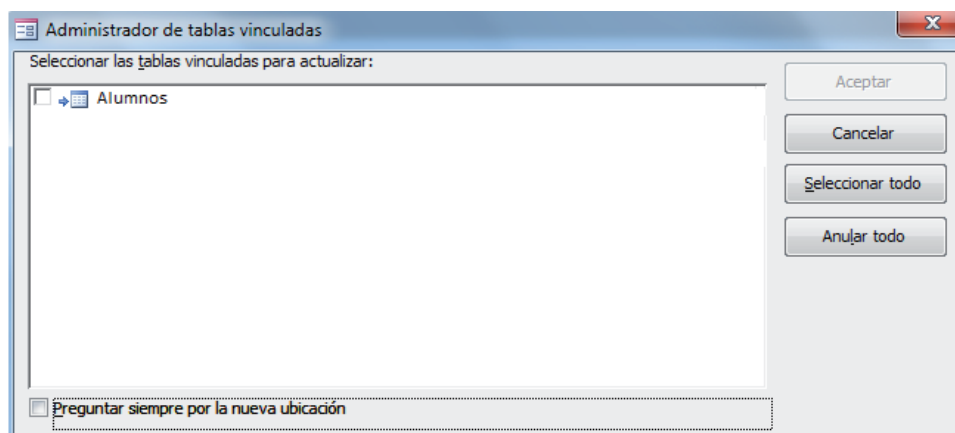 Administrador de tablas vinculadas
Seleccionar las tablas vinculadas para actualizar:
Alumnos
Aceptar
Cancelar
Seleccionar todo
Anular todo
Preguntar siempre por la nueva ubicación